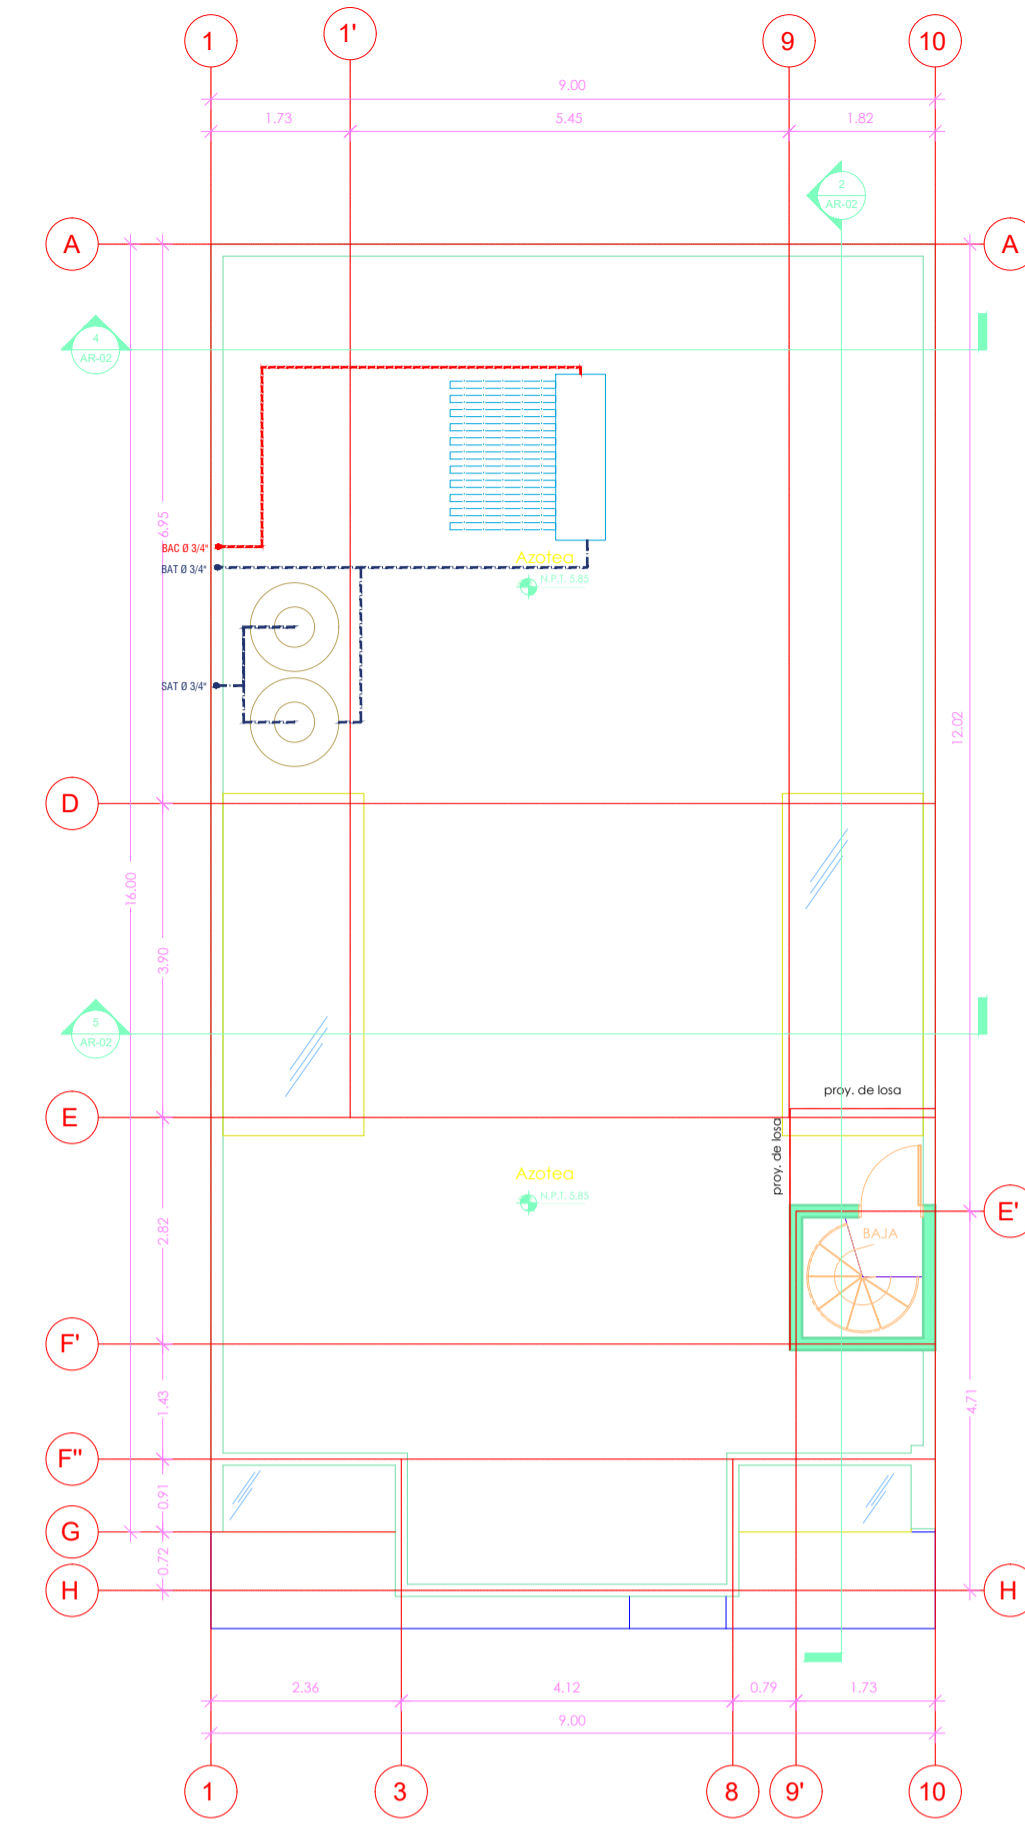 1
1'
9
10
9.00
1.73
5.45
1.82
2
AR-02
A
A
4
AR-02
6.95
BAC Ø 3/4"
BAT Ø 3/4"
Azotea
N.P.T. 5.85
SAT Ø 3/4"
12.02
D
16.00
3.90
5
AR-02
proy. de losa
E
proy. de losa
Azotea
N.P.T. 5.85
E'
2.82
BAJA
F'
1.43
4.71
F"
0.91
G
0.72
H
H
2.36
4.12
0.79
1.73
9.00
1
3
8
9'
10